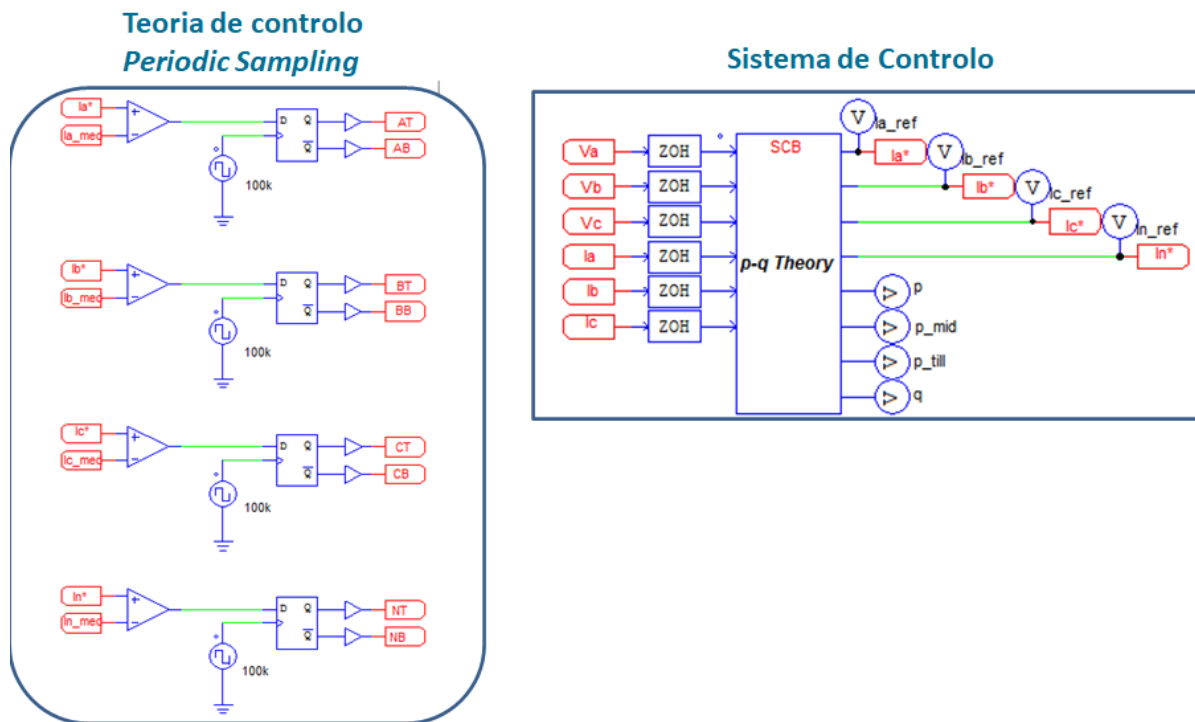 Teoria de controlo
Periodic Sampling
Ia*
Ia_med
D Q
Q
AT
AB
100k
Ib*
Ib_med
D Q
Q
BT
BB
100k
Ic*
Ic_med
D Q
Q
CT
CB
100k
In*
In_med
D Q
Q
NT
NB
100k
Sistema de Controlo
Va ZOH
Vb ZOH
Vc ZOH
Ia ZOH
Ib ZOH
Ic ZOH
SCB
p-q Theory
V Ia_ref
Ia*
V Ib_ref
Ib*
V Ic_ref
Ic*
V In_ref
In*
V p
V p_mid
V p_till
V q